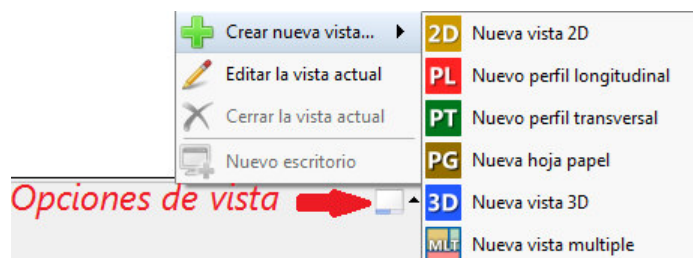 Crear nueva vista...
Editar la vista actual
Cerrar la vista actual
Nuevo escritorio
Opciones de vista
2D Nueva vista 2D
PL Nuevo perfil longitudinal
PT Nuevo perfil transversal
PG Nueva hoja papel
3D Nueva vista 3D
MLT Nueva vista multiple